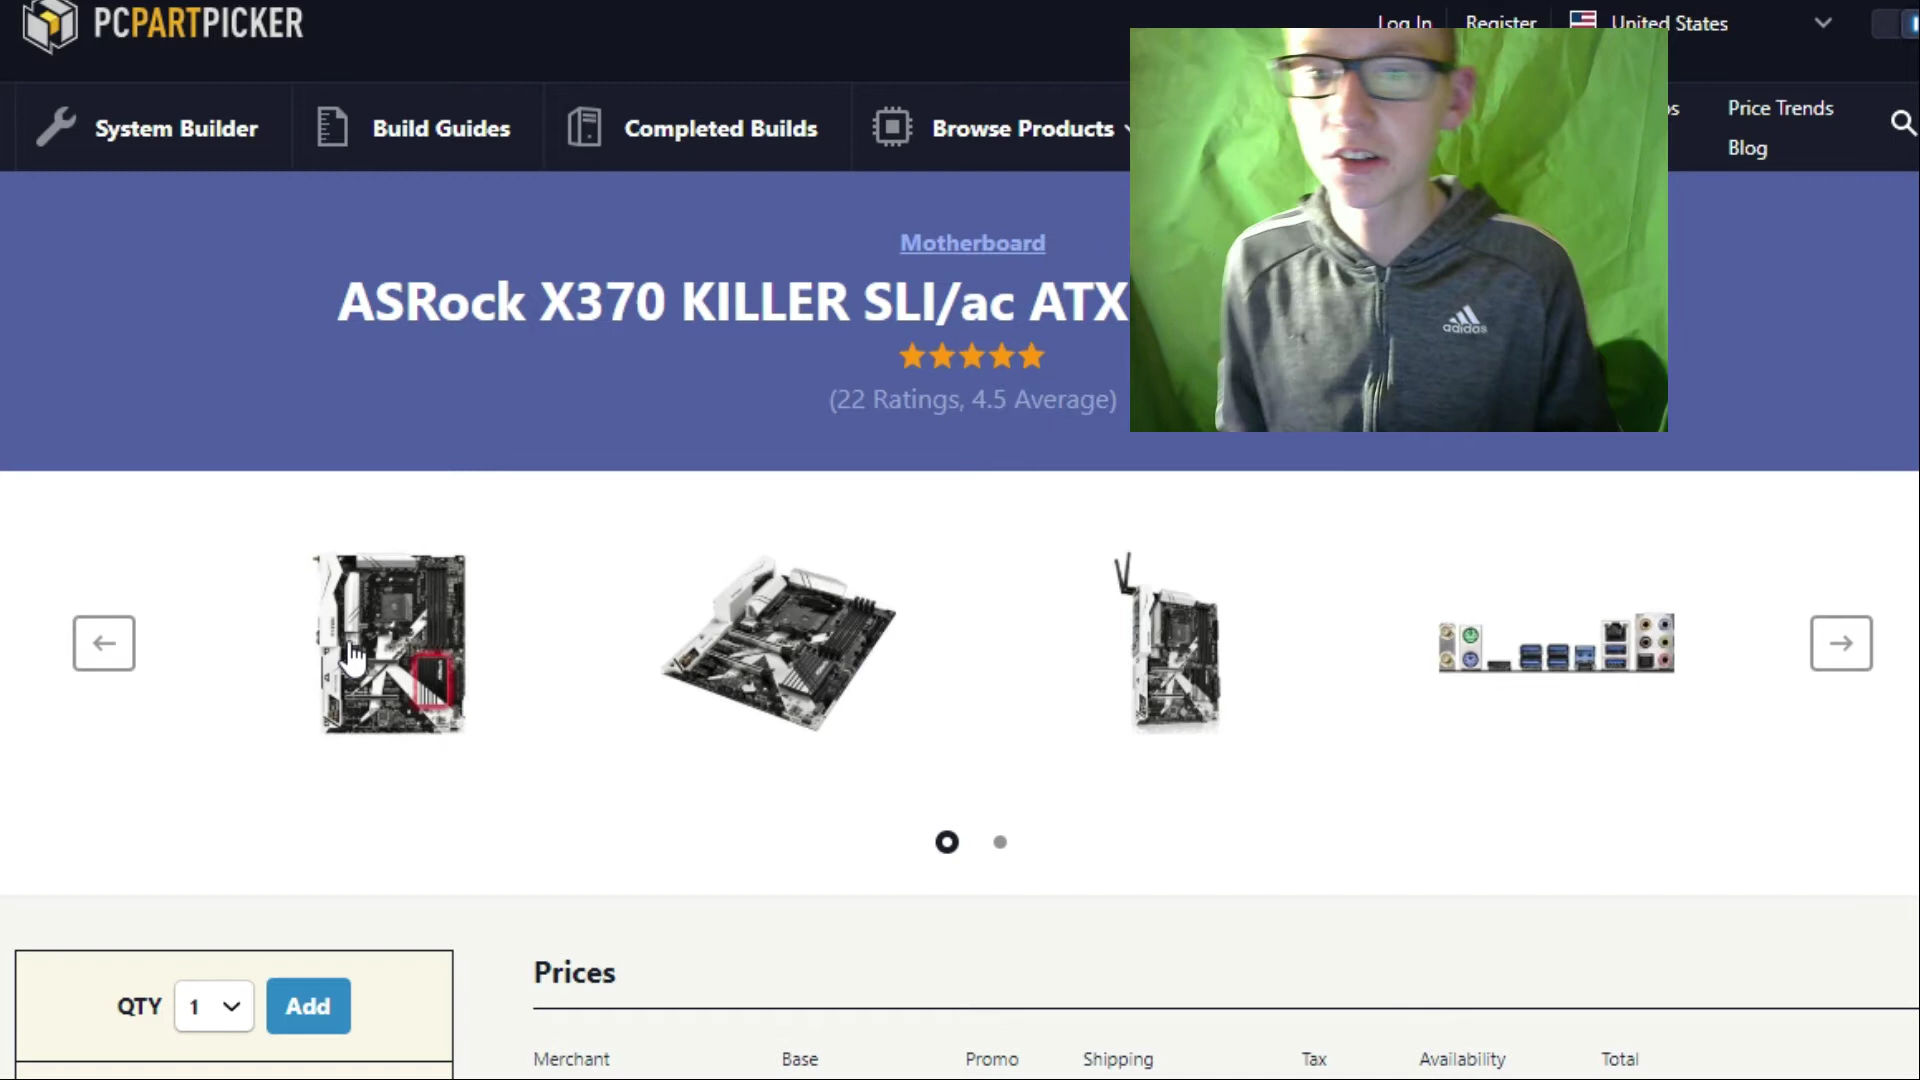 PCPARTPICKER
Log In
Register
United States
System Builder
Build Guides
Completed Builds
Browse Products
Price Trends
Blog
Motherboard
ASRock X370 KILLER SLI/ac ATX
(22 Ratings, 4.5 Average)
adidas
QTY
1
Add
Prices
Merchant
Base
Promo
Shipping
Tax
Availability
Total